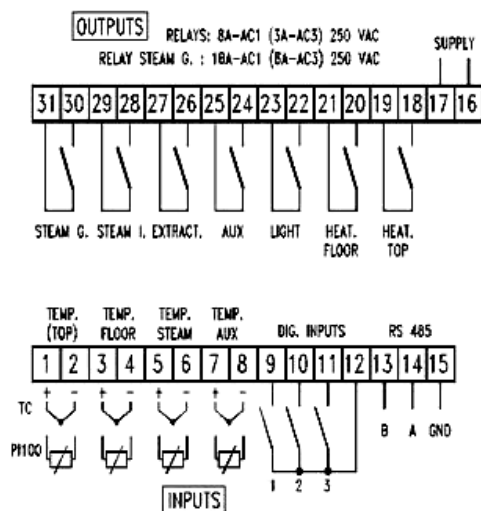 OUTPUTS
RELAYS: 8A-AC1 (3A-AC3) 250 VAC
RELAY STEAM G. : 16A-AC1 (5A-AC3) 250 VAC
SUPPLY
31 30 29 28 27 26 25 24 23 22 21 20 19 18 17 16
STEAM G. STEAM I. EXTRACT. AUX LIGHT HEAT. FLOOR HEAT. TOP
TEMP. (TOP) TEMP. FLOOR TEMP. STEAM TEMP. AUX DIG. INPUTS RS 485
1 2 3 4 5 6 7 8 9 10 11 12 13 14 15
+ - + - + - + -
TC
B A GND
Pt100
1 2 3
INPUTS